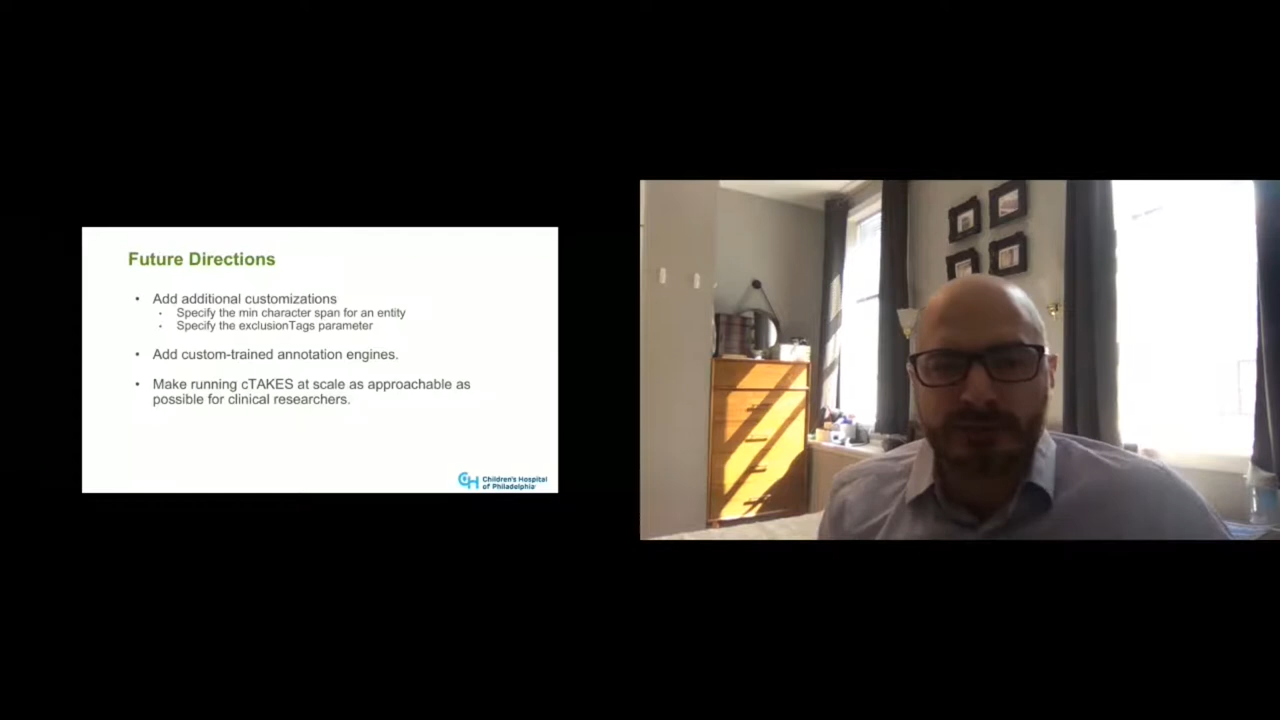 Future Directions
• Add additional customizations
• Specify the min character span for an entity
• Specify the exclusionTags parameter
• Add custom-trained annotation engines.
• Make running cTAKES at scale as approachable as
possible for clinical researchers.
Children's Hospital
of Philadelphia